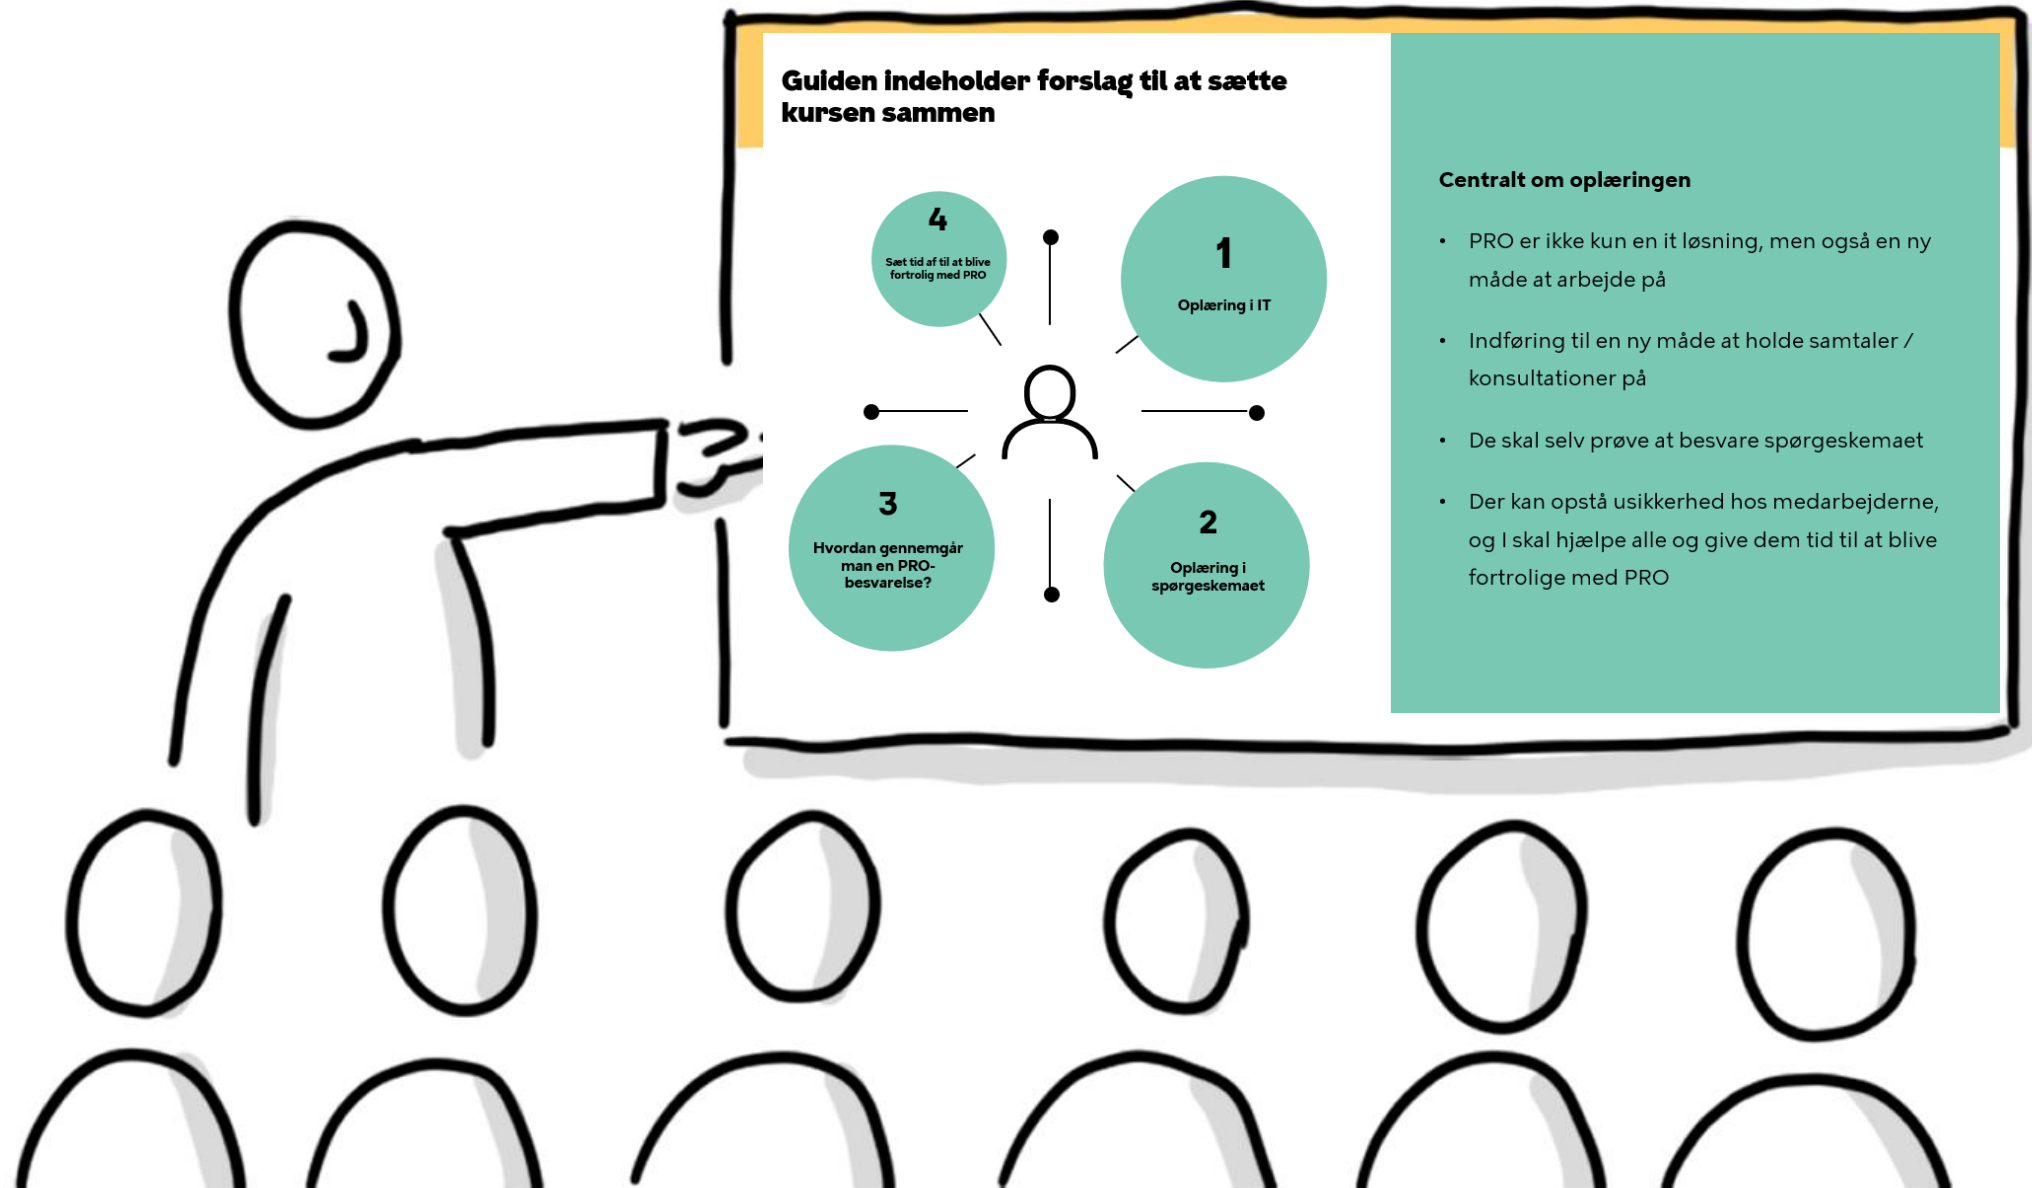 Guiden indeholder forslag til at sætte
kursen sammen
4
Sæt tid af til at blive
fortrolig med PRO
1
Oplæring i IT
3
Hvordan gennemgår
man en PRO-
besvarelse?
2
Oplæring i
spørgeskemaet
Centralt om oplæringen
• PRO er ikke kun en it løsning, men også en ny
måde at arbejde på
• Indføring til en ny måde at holde samtaler /
konsultationer på
• De skal selv prøve at besvare spørgeskemaet
• Der kan opstå usikkerhed hos medarbejderne,
og I skal hjælpe alle og give dem tid til at blive
fortrolige med PRO